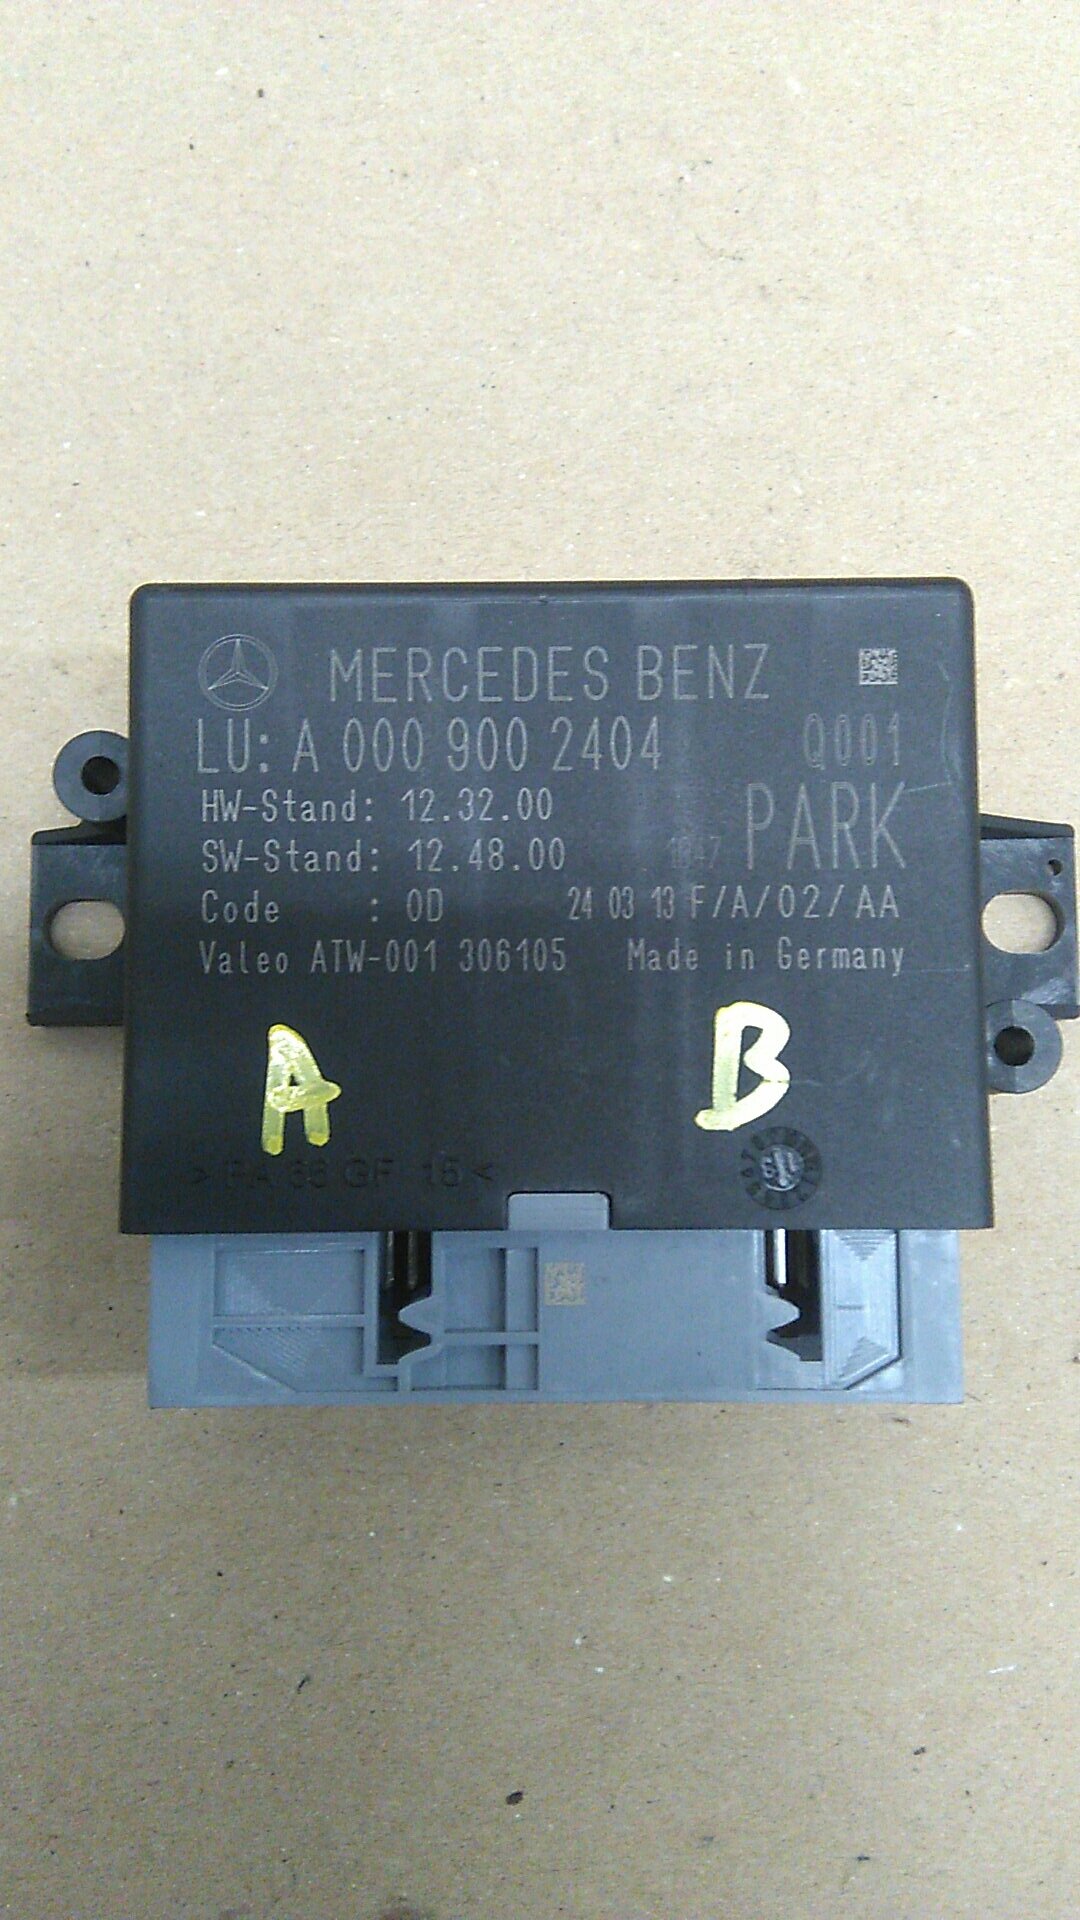 MERCEDES BENZ
LU: A 000 900 2404 Q001
HW-Stand: 12.32.00
SW-Stand: 12.48.00 1847 PARK
Code : 0D 24 03 13 F/A/02/AA
Valeo ATW-001 306105 Made in Germany
A B
> PA 66 GF 15 <